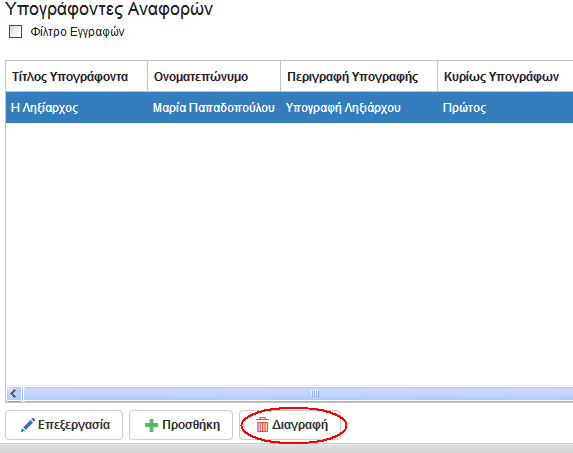 Υπογράφοντες Αναφορών
Φίλτρο Εγγραφών
Τίτλος Υπογράφοντα Ονοματεπώνυμο Περιγραφή Υπογραφής Κυρίως Υπογράφων
Η Ληξίαρχος Μαρία Παπαδοπούλου Υπογραφή Ληξιάρχου Πρώτος
Επεξεργασία Προσθήκη Διαγραφή